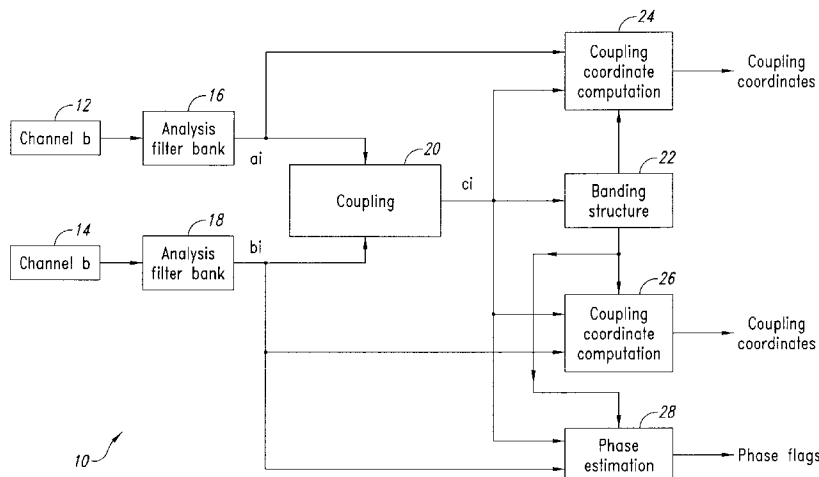 24
Coupling
coordinate
computation
Coupling
coordinates
12
Channel b
16
Analysis
filter bank
ai
20
Coupling
ci
22
Banding
structure
14
Channel b
18
Analysis
filter bank
bi
26
Coupling
coordinate
computation
Coupling
coordinates
28
Phase
estimation
Phase flags
10